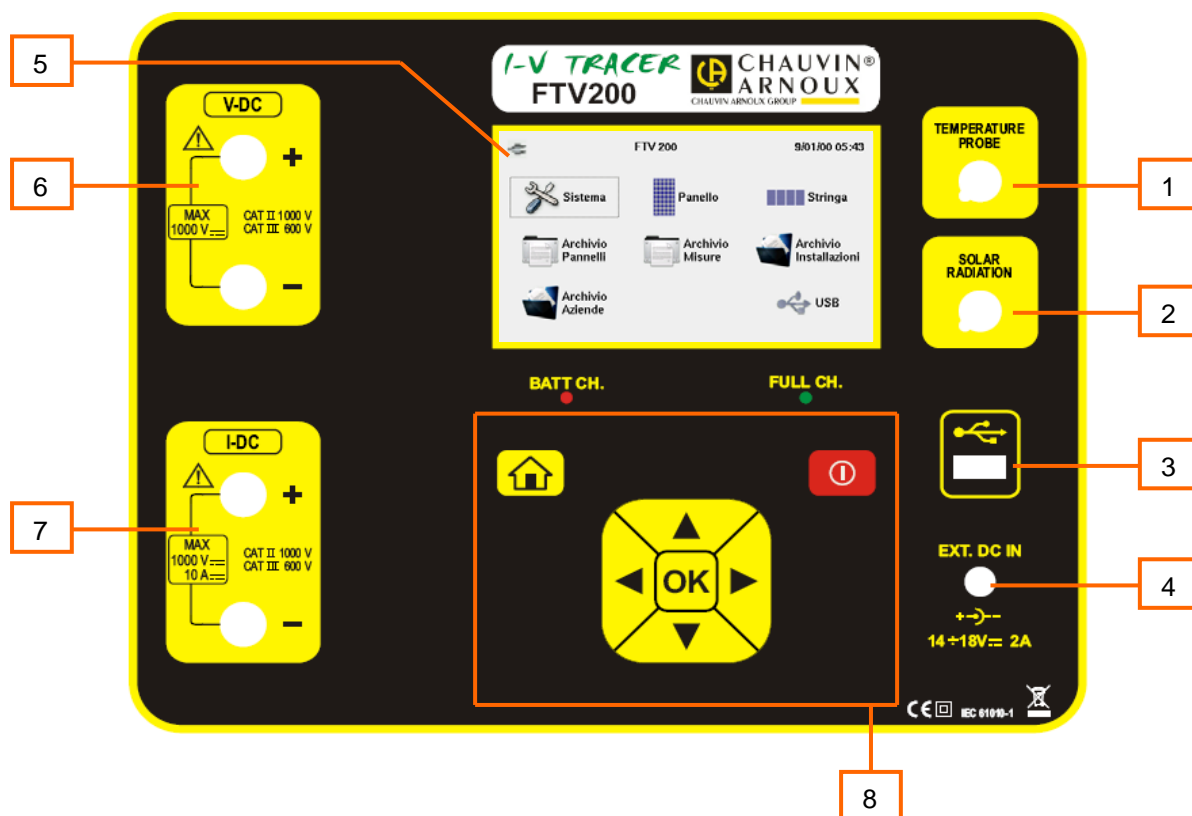 5
I-V TRACER
FTV200
CHAUVIN®
ARNOUX
CHAUVIN ARNOUX GROUP
V-DC
+
MAX
1000 V
CAT II 1000 V
CAT III 600 V
−
6
FTV 200
9/01/00 05:43
Sistema
Panello
Stringa
Archivio
Pannelli
Archivio
Misure
Archivio
Installazioni
Archivio
Aziende
USB
TEMPERATURE
PROBE
1
SOLAR
RADIATION
2
BATT CH.
FULL CH.
I-DC
+
MAX
1000 V
10 A
CAT II 1000 V
CAT III 600 V
−
7
OK
3
EXT. DC IN
4
+ −
14 ÷18V 2A
CE IEC 61010-1
8